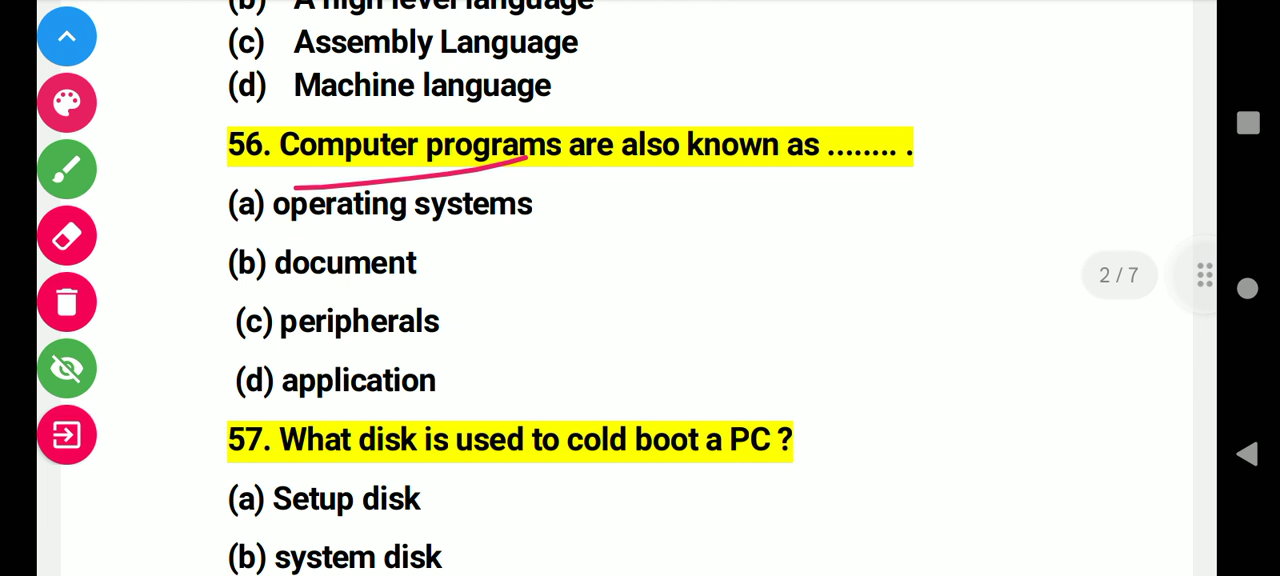 (b) A high level language
(c) Assembly Language
(d) Machine language
56. Computer programs are also known as ........ .
(a) operating systems
(b) document
(c) peripherals
(d) application
2 / 7
57. What disk is used to cold boot a PC ?
(a) Setup disk
(b) system disk